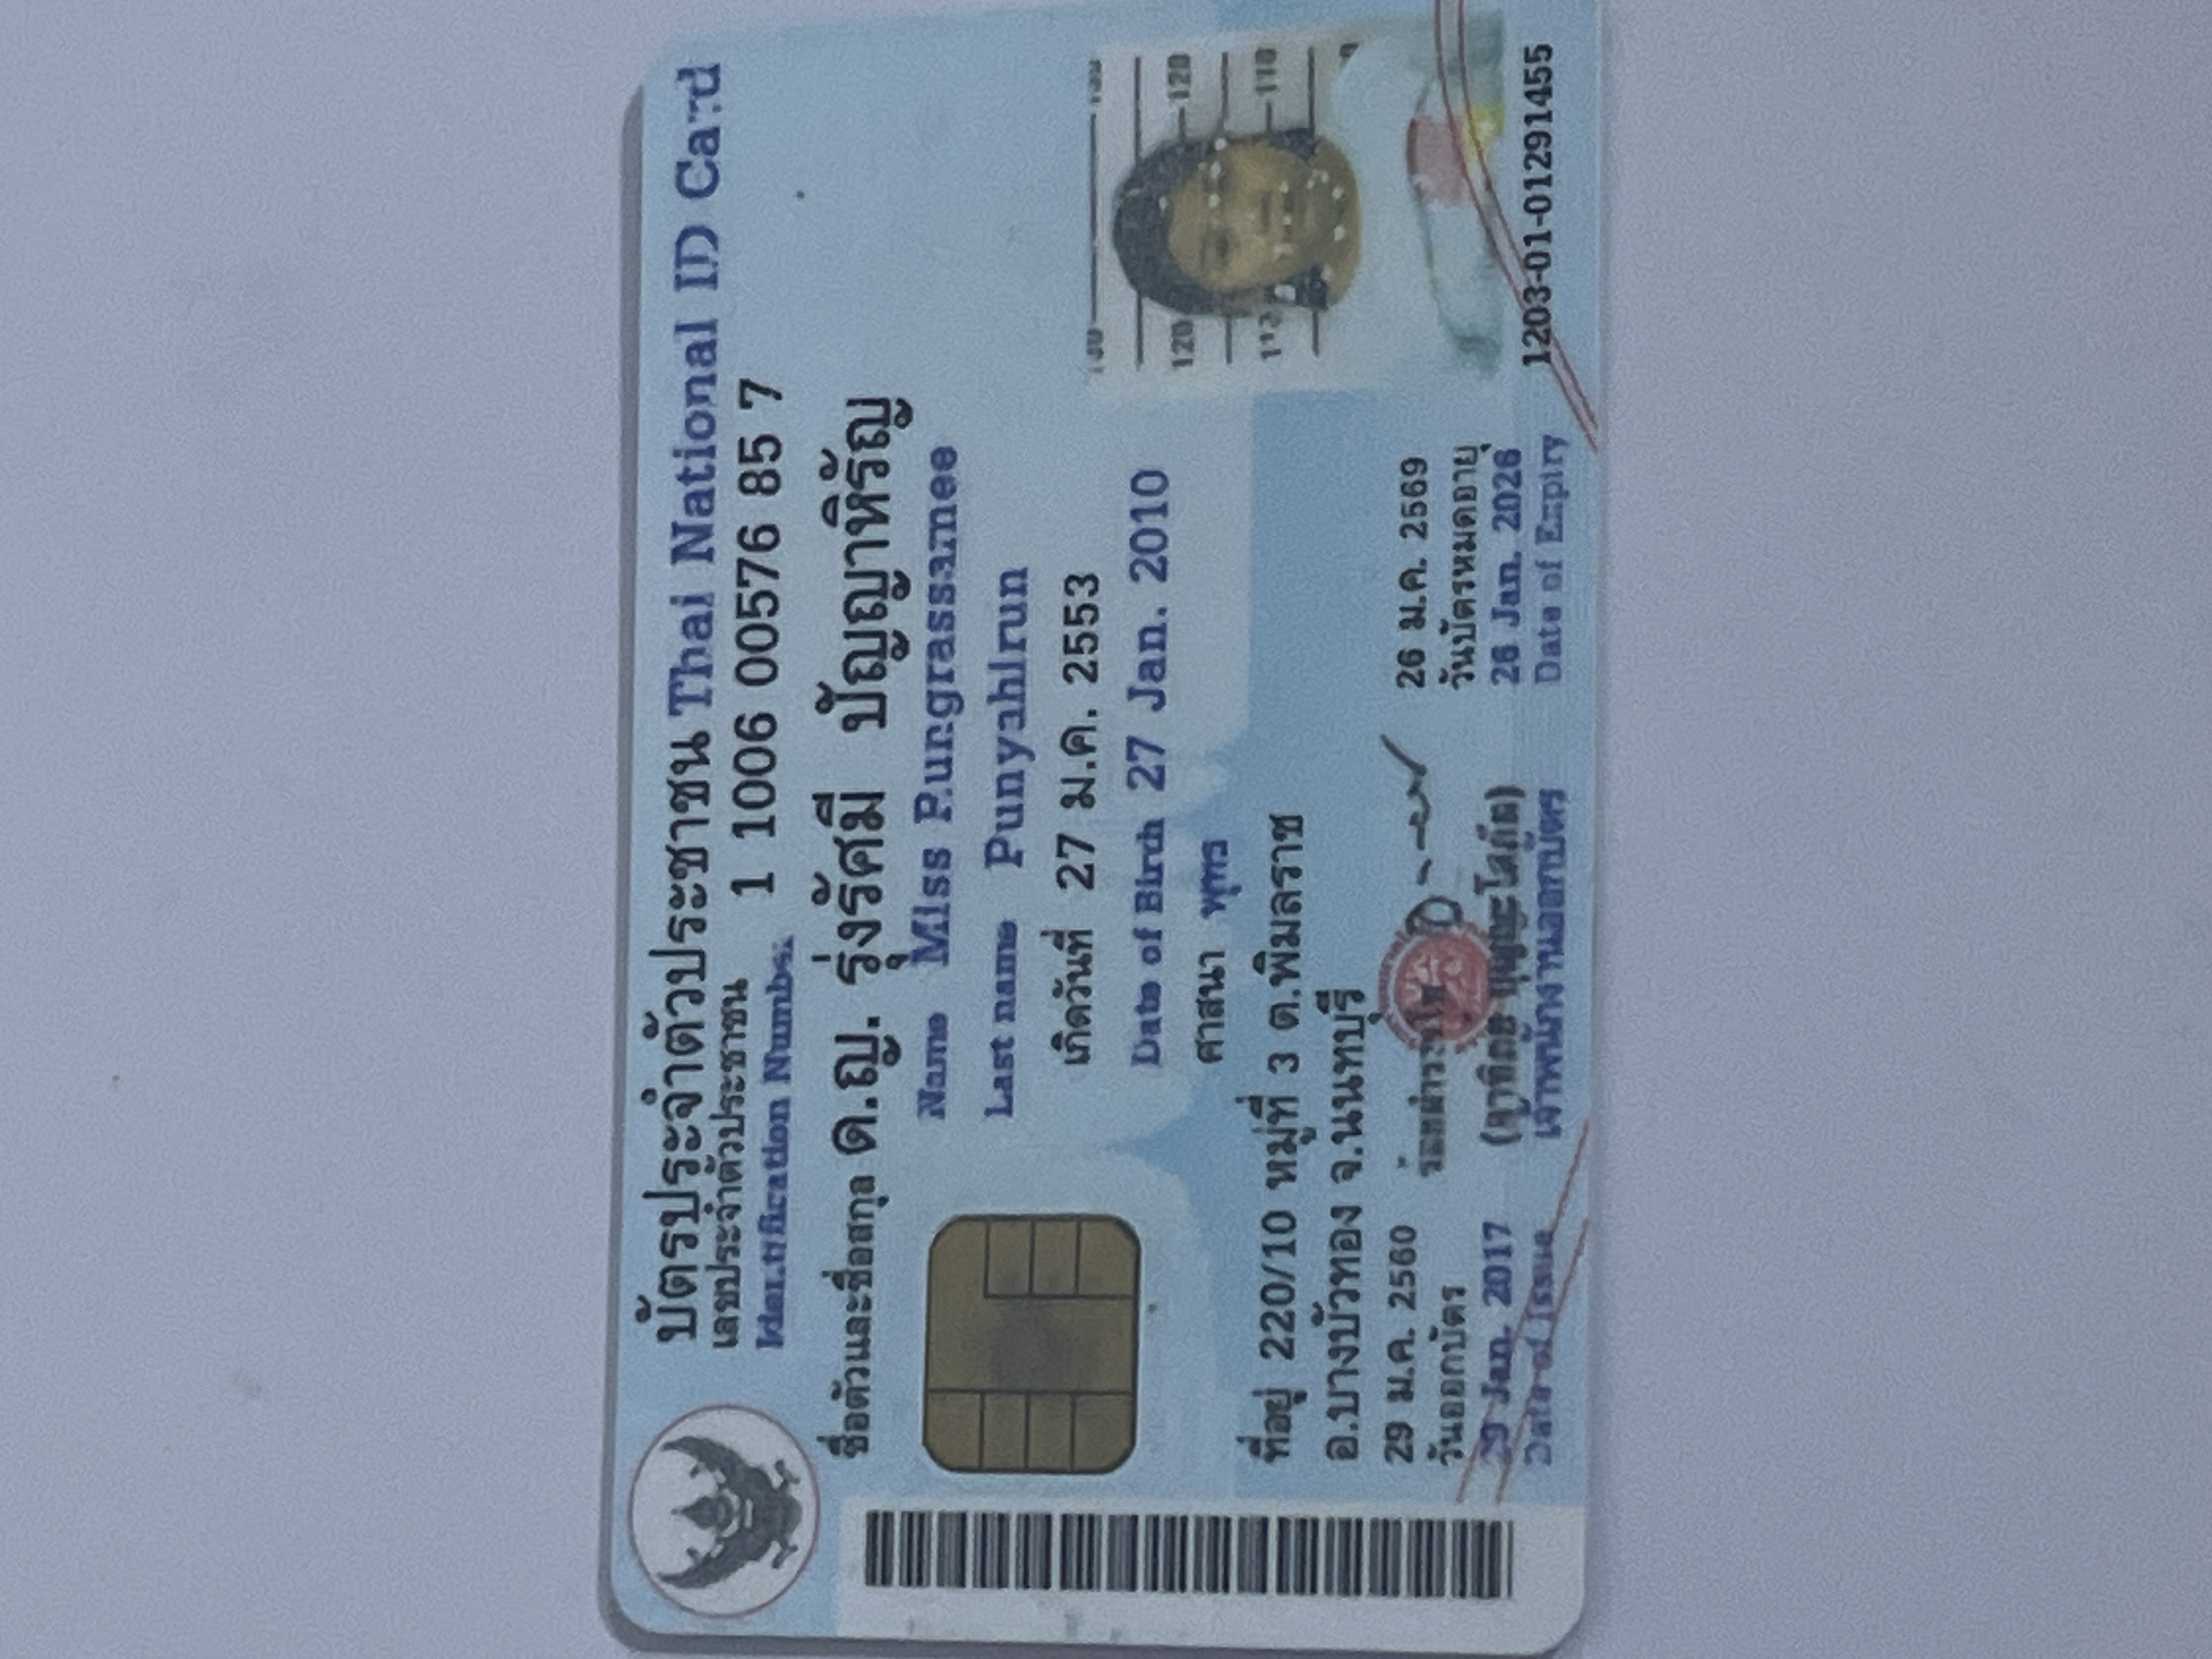 บัตรประจำตัวประชาชน Thai National ID Card
เลขประจำตัวประชาชน 1 1006 00576 85 7
Identification Number
ชื่อตัวและชื่อสกุล ด.ญ. รุ่งรัศมี ปัญญาหิรัญ
Name Miss Rungrassamee
Last name Punyahirun
เกิดวันที่ 27 ม.ค. 2553
Date of Birth 27 Jan. 2010
ศาสนา พุทธ
ที่อยู่ 220/10 หมู่ที่ 3 ต.พิมลราช
อ.บางบัวทอง จ.นนทบุรี
29 ม.ค. 2560
วันออกบัตร
29 Jan. 2017
Date of Issue
เจ้าพนักงานออกบัตร
26 ม.ค. 2569
วันบัตรหมดอายุ
26 Jan. 2026
Date of Expiry
120 120
110
1203-01-01291455